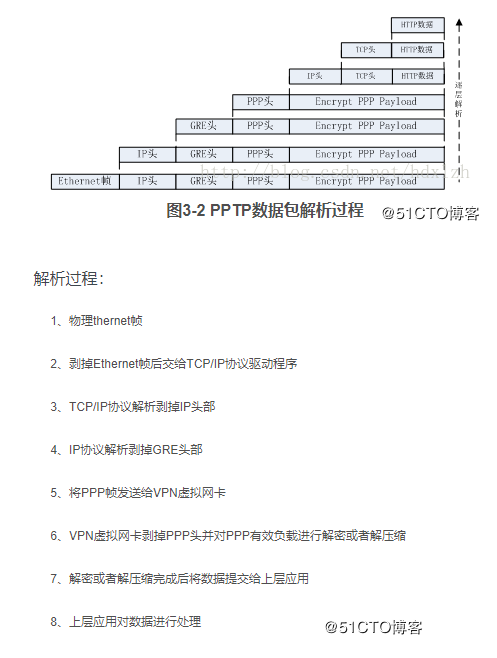 HTTP数据
TCP头 HTTP数据
IP头 TCP头 HTTP数据
PPP头 Encrypt PPP Payload
GRE头 PPP头 Encrypt PPP Payload
IP头 GRE头 PPP头 Encrypt PPP Payload
Ethernet帧 IP头 GRE头 PPP头 Encrypt PPP Payload
逐层解析
http://blog.csdn.net/hdxlzh
图3-2 PPTP数据包解析过程
@51CTO博客
解析过程：
1、物理thernet帧
2、剥掉Ethernet帧后交给TCP/IP协议驱动程序
3、TCP/IP协议解析剥掉IP头部
4、IP协议解析剥掉GRE头部
5、将PPP帧发送给VPN虚拟网卡
6、VPN虚拟网卡剥掉PPP头并对PPP有效负载进行解密或者解压缩
7、解密或者解压缩完成后将数据提交给上层应用
8、上层应用对数据进行处理
@51CTO博客